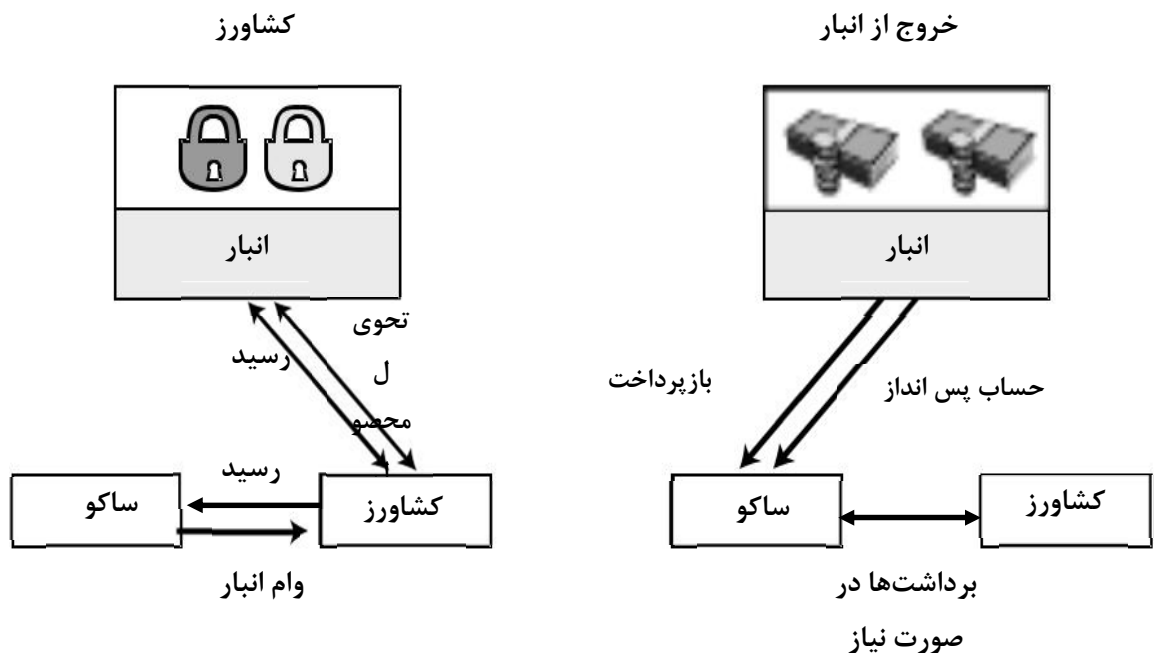 کشاورز
خروج از انبار
انبار
انبار
تحوی
ل
محصو
رسید
رسید
ساکو
کشاورز
وام انبار
بازپرداخت
حساب پس انداز
ساکو
کشاورز
برداشت‌ها در
صورت نیاز